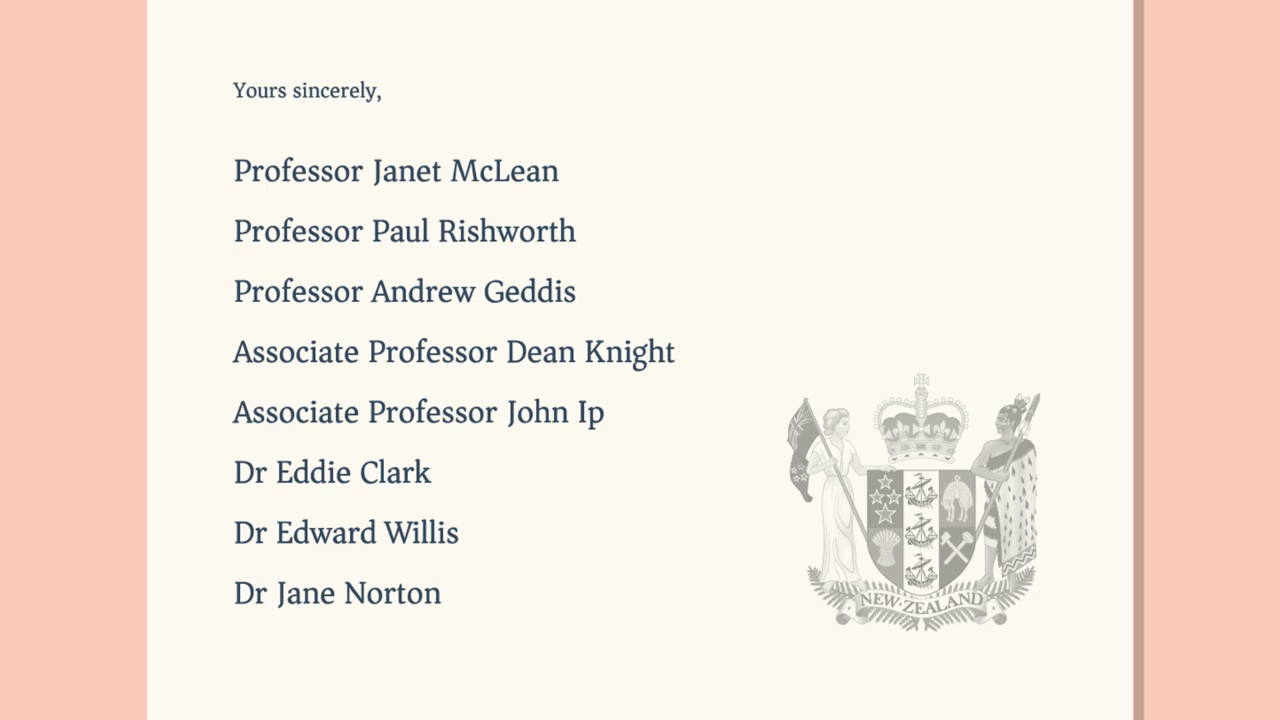 Yours sincerely,
Professor Janet McLean
Professor Paul Rishworth
Professor Andrew Geddis
Associate Professor Dean Knight
Associate Professor John Ip
Dr Eddie Clark
Dr Edward Willis
Dr Jane Norton
NEW·ZEALAND